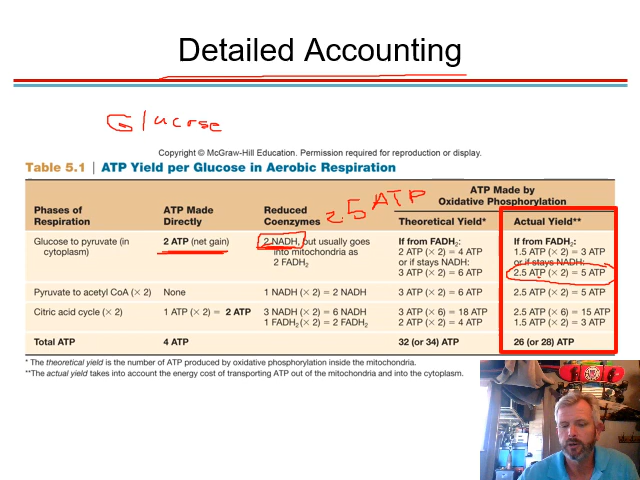 Detailed Accounting
Glucose
Copyright © McGraw-Hill Education. Permission required for reproduction or display.
Table 5.1 | ATP Yield per Glucose in Aerobic Respiration
2.5 ATP
ATP Made by
Oxidative Phosphorylation
Phases of
Respiration
ATP Made
Directly
Reduced
Coenzymes
Theoretical Yield*
Actual Yield**
Glucose to pyruvate (in
cytoplasm)
2 ATP (net gain)
2 NADH, but usually goes
into mitochondria as
2 FADH₂
If from FADH₂:
2 ATP (× 2) = 4 ATP
or if stays NADH:
3 ATP (× 2) = 6 ATP
If from FADH₂:
1.5 ATP (× 2) = 3 ATP
or if stays NADH:
2.5 ATP (× 2) = 5 ATP
Pyruvate to acetyl CoA (× 2)
None
1 NADH (× 2) = 2 NADH
3 ATP (× 2) = 6 ATP
2.5 ATP (× 2) = 5 ATP
Citric acid cycle (× 2)
1 ATP (× 2) = 2 ATP
3 NADH (× 2) = 6 NADH
1 FADH₂ (× 2) = 2 FADH₂
3 ATP (× 6) = 18 ATP
2 ATP (× 2) = 4 ATP
2.5 ATP (× 6) = 15 ATP
1.5 ATP (× 2) = 3 ATP
Total ATP
4 ATP
32 (or 34) ATP
26 (or 28) ATP
* The theoretical yield is the number of ATP produced by oxidative phosphorylation inside the mitochondria.
**The actual yield takes into account the energy cost of transporting ATP out of the mitochondria and into the cytoplasm.